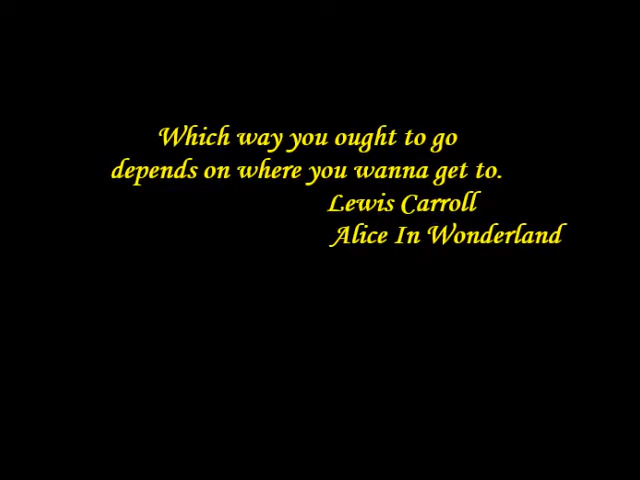 Which way you ought to go
depends on where you wanna get to.
Lewis Carroll
Alice In Wonderland